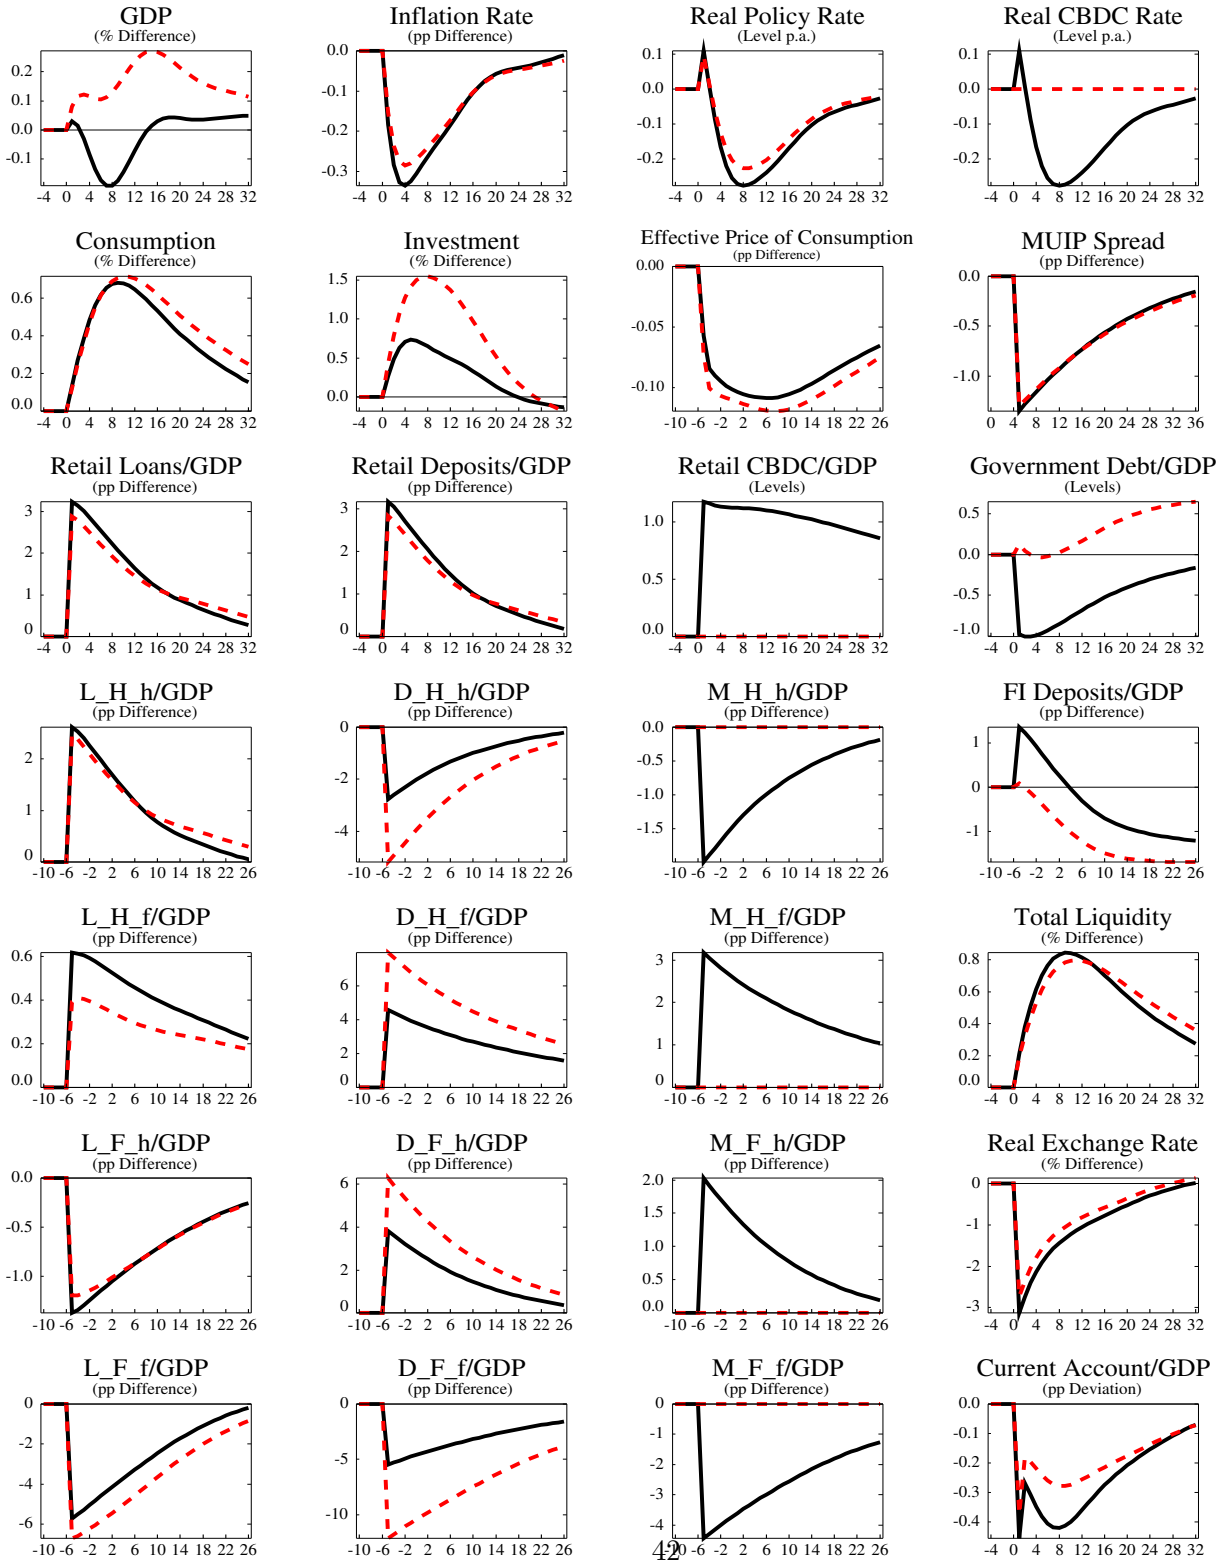 GDP
(% Difference)
0.2
0.1
0.0
-0.1
-4 0 4 8 12 16 20 24 28 32
Inflation Rate
(pp Difference)
0.0
-0.1
-0.2
-0.3
-4 0 4 8 12 16 20 24 28 32
Real Policy Rate
(Level p.a.)
0.1
0.0
-0.1
-0.2
-4 0 4 8 12 16 20 24 28 32
Real CBDC Rate
(Level p.a.)
0.1
0.0
-0.1
-0.2
-4 0 4 8 12 16 20 24 28 32
Consumption
(% Difference)
0.6
0.4
0.2
0.0
-4 0 4 8 12 16 20 24 28 32
Investment
(% Difference)
1.5
1.0
0.5
0.0
-4 0 4 8 12 16 20 24 28 32
Effective Price of Consumption
(pp Difference)
0.00
-0.05
-0.10
-10 -6 -2 2 6 10 14 18 22 26
MUIP Spread
(pp Difference)
0.0
-0.5
-1.0
0 4 8 12 16 20 24 28 32 36
Retail Loans/GDP
(pp Difference)
3
2
1
0
-4 0 4 8 12 16 20 24 28 32
Retail Deposits/GDP
(pp Difference)
3
2
1
0
-4 0 4 8 12 16 20 24 28 32
Retail CBDC/GDP
(Levels)
1.0
0.5
0.0
-4 0 4 8 12 16 20 24 28 32
Government Debt/GDP
(Levels)
0.5
0.0
-0.5
-1.0
-4 0 4 8 12 16 20 24 28 32
L_H_h/GDP
(pp Difference)
2
1
0
-10 -6 -2 2 6 10 14 18 22 26
D_H_h/GDP
(pp Difference)
0
-2
-4
-10 -6 -2 2 6 10 14 18 22 26
M_H_h/GDP
(pp Difference)
0.0
-0.5
-1.0
-1.5
-10 -6 -2 2 6 10 14 18 22 26
FI Deposits/GDP
(pp Difference)
1
0
-1
-10 -6 -2 2 6 10 14 18 22 26
L_H_f/GDP
(pp Difference)
0.6
0.4
0.2
0.0
-10 -6 -2 2 6 10 14 18 22 26
D_H_f/GDP
(pp Difference)
6
4
2
0
-10 -6 -2 2 6 10 14 18 22 26
M_H_f/GDP
(pp Difference)
3
2
1
0
-10 -6 -2 2 6 10 14 18 22 26
Total Liquidity
(% Difference)
0.8
0.6
0.4
0.2
0.0
-4 0 4 8 12 16 20 24 28 32
L_F_h/GDP
(pp Difference)
0.0
-0.5
-1.0
-10 -6 -2 2 6 10 14 18 22 26
D_F_h/GDP
(pp Difference)
6
4
2
0
-10 -6 -2 2 6 10 14 18 22 26
M_F_h/GDP
(pp Difference)
2.0
1.5
1.0
0.5
0.0
-10 -6 -2 2 6 10 14 18 22 26
Real Exchange Rate
(% Difference)
0
-1
-2
-3
-4 0 4 8 12 16 20 24 28 32
L_F_f/GDP
(pp Difference)
0
-2
-4
-6
-10 -6 -2 2 6 10 14 18 22 26
D_F_f/GDP
(pp Difference)
0
-5
-10
-10 -6 -2 2 6 10 14 18 22 26
M_F_f/GDP
(pp Difference)
0
-1
-2
-3
-4
-10 -6 -2 2 6 10 14 18 22 26
Current Account/GDP
(pp Deviation)
0.0
-0.1
-0.2
-0.3
-0.4
-4 0 4 8 12 16 20 24 28 32
42